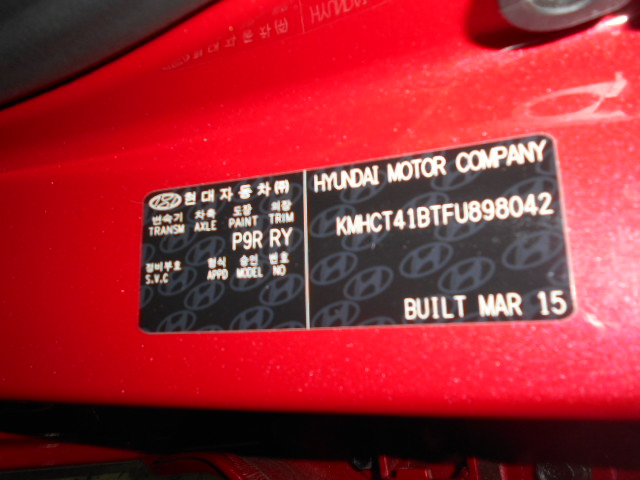 현대자동차㈜
변속기 차축 도장 외장
TRANSM AXLE PAINT TRIM
P9R RY
정비부호 형식 승인 번호
S.V.C APPD MODEL NO
HYUNDAI MOTOR COMPANY
KMHCT41BTFU898042
BUILT MAR 15